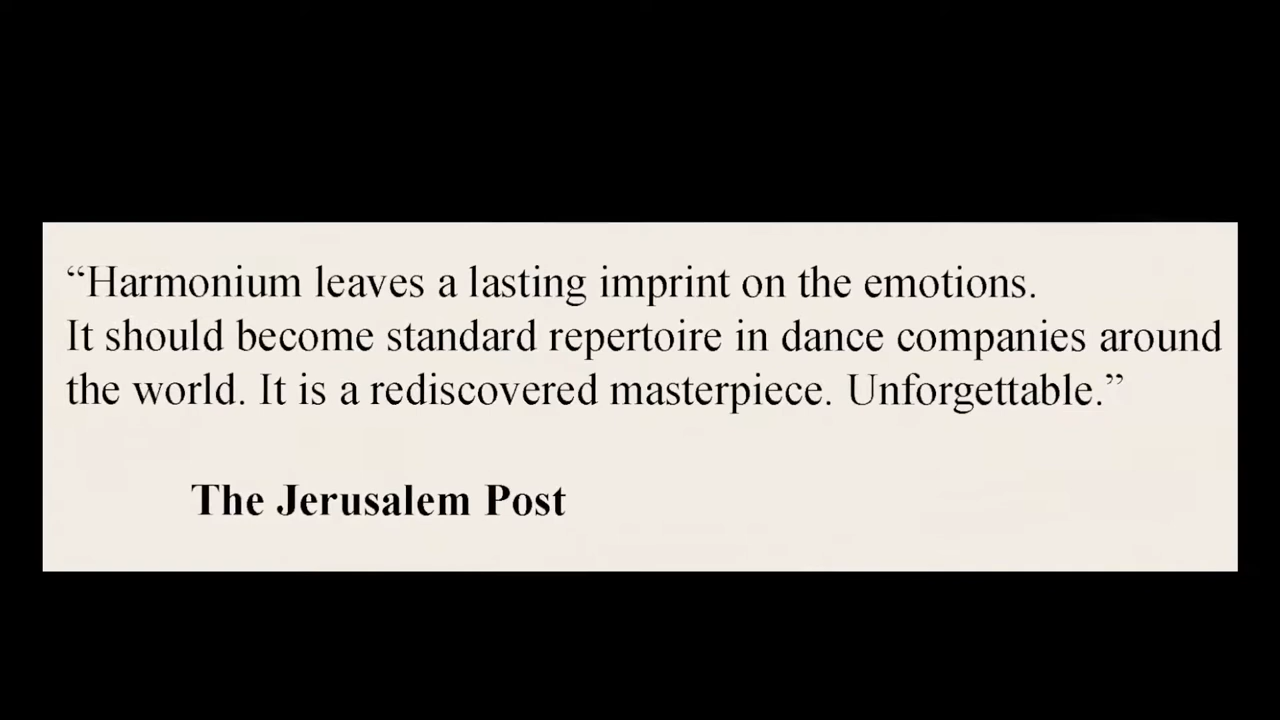 “Harmonium leaves a lasting imprint on the emotions.
It should become standard repertoire in dance companies around
the world. It is a rediscovered masterpiece. Unforgettable.”
The Jerusalem Post